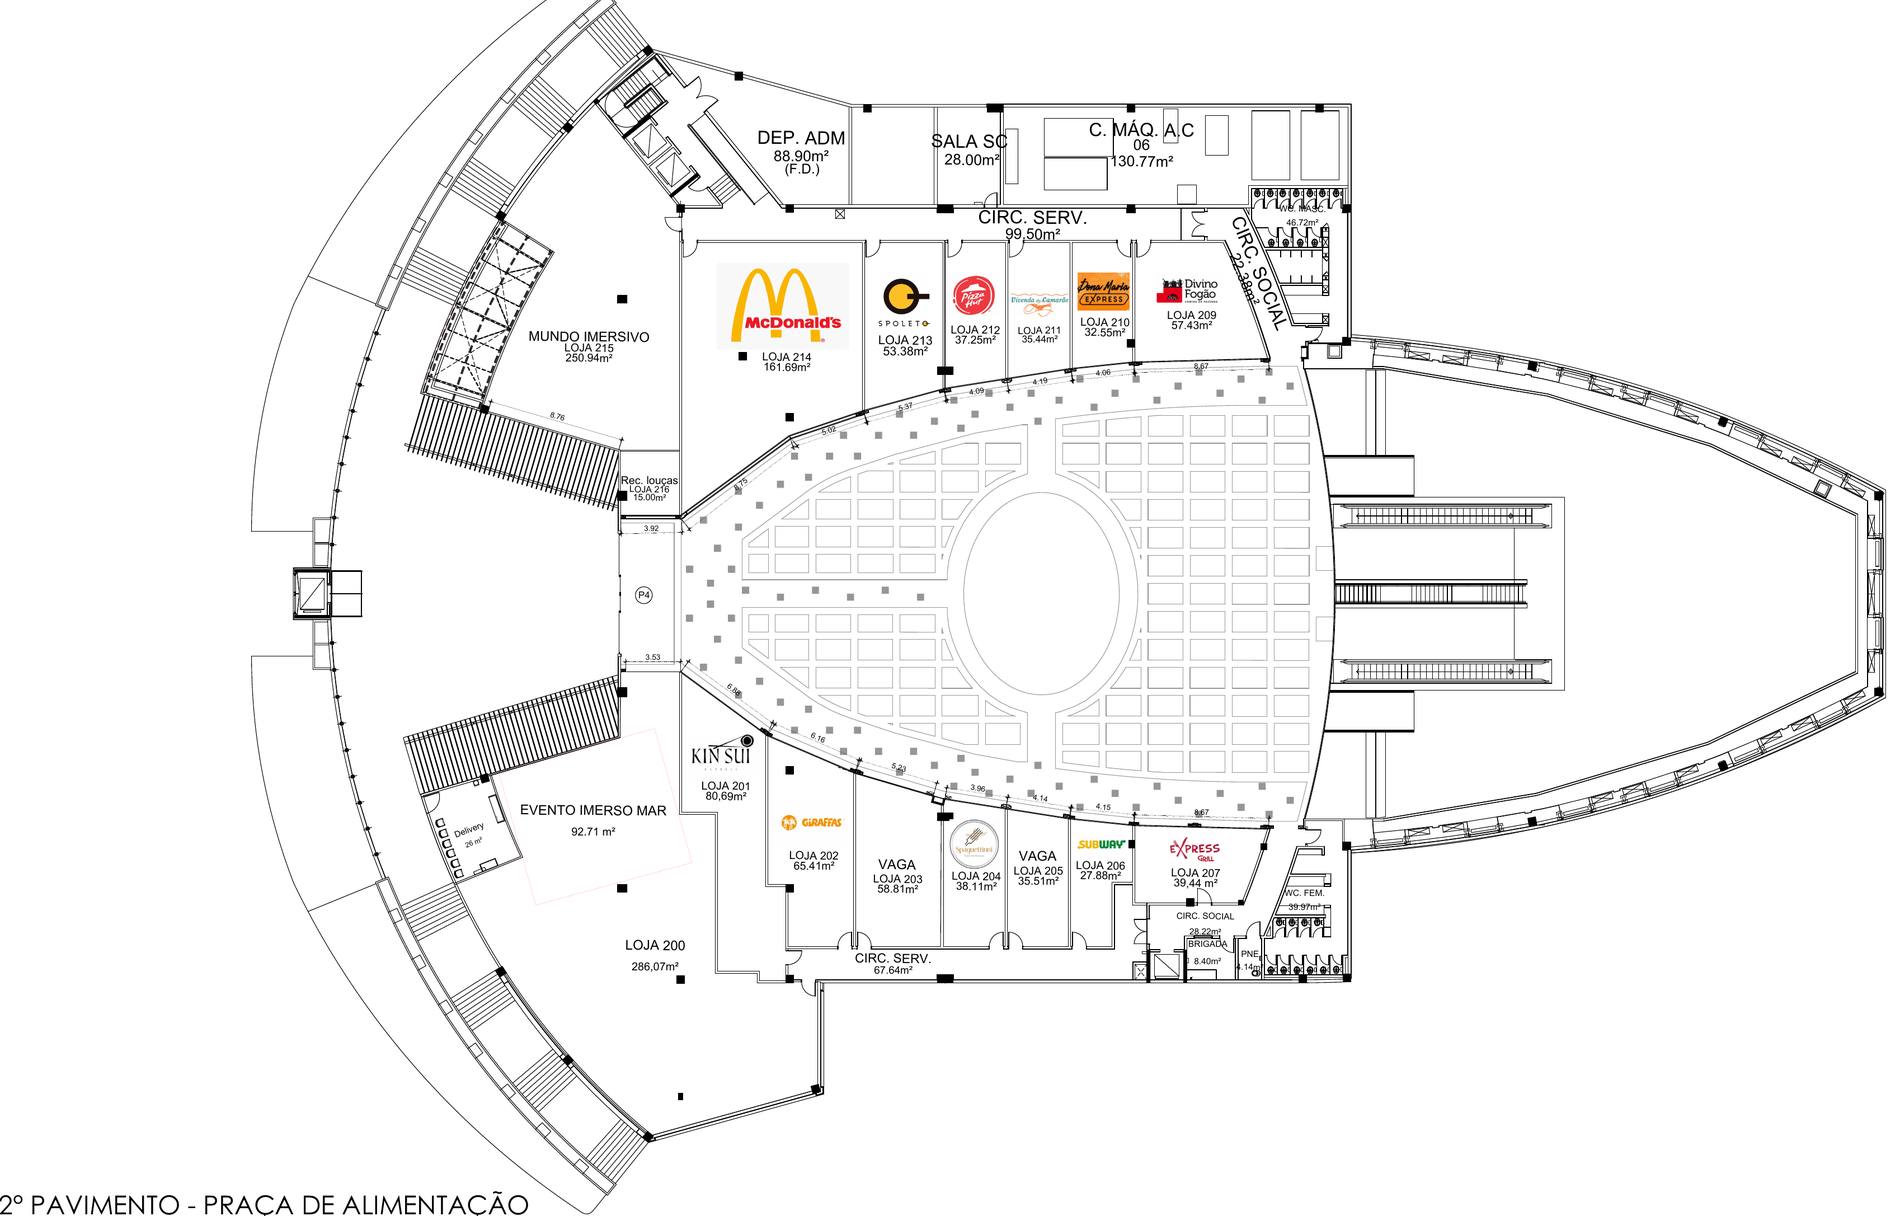 DEP. ADM
88.90m²
(F.D.)
SALA SC
28.00m²
C. MÁQ. A.C
06
130.77m²
WC. MASC.
46.72m²
CIRC. SERV.
99,50m²
CIRC. SOCIAL
22.38m²
MUNDO IMERSIVO
LOJA 215
250.94m²
8.76
McDonald's
LOJA 214
161.69m²
SPOLETO
LOJA 213
53.38m²
Pizza Hut
LOJA 212
37.25m²
Vivenda do Camarão
LOJA 211
35.44m²
Dona Maria
EXPRESS
LOJA 210
32.55m²
Divino
Fogão
LOJA 209
57.43m²
8.75
5.02
5.37
4.09
4.19
4.06
8.67
Rec. louças
LOJA 216
15.00m²
3.92
P4
3.53
6.88
6.16
5.23
3.96
4.14
4.15
8.67
KIN SUI
LOJA 201
80,69m²
GIRAFFAS
LOJA 202
65.41m²
VAGA
LOJA 203
58.81m²
Spaguettinni
LOJA 204
38.11m²
VAGA
LOJA 205
35.51m²
SUBWAY
LOJA 206
27.88m²
EXPRESS
GRILL
LOJA 207
39,44 m²
EVENTO IMERSO MAR
92.71 m²
Delivery
26 m²
LOJA 200
286,07m²
CIRC. SERV.
67.64m²
CIRC. SOCIAL
28.22m²
BRIGADA
8.40m²
PNE
4.14m²
WC. FEM.
39.97m²
2º PAVIMENTO - PRAÇA DE ALIMENTAÇÃO